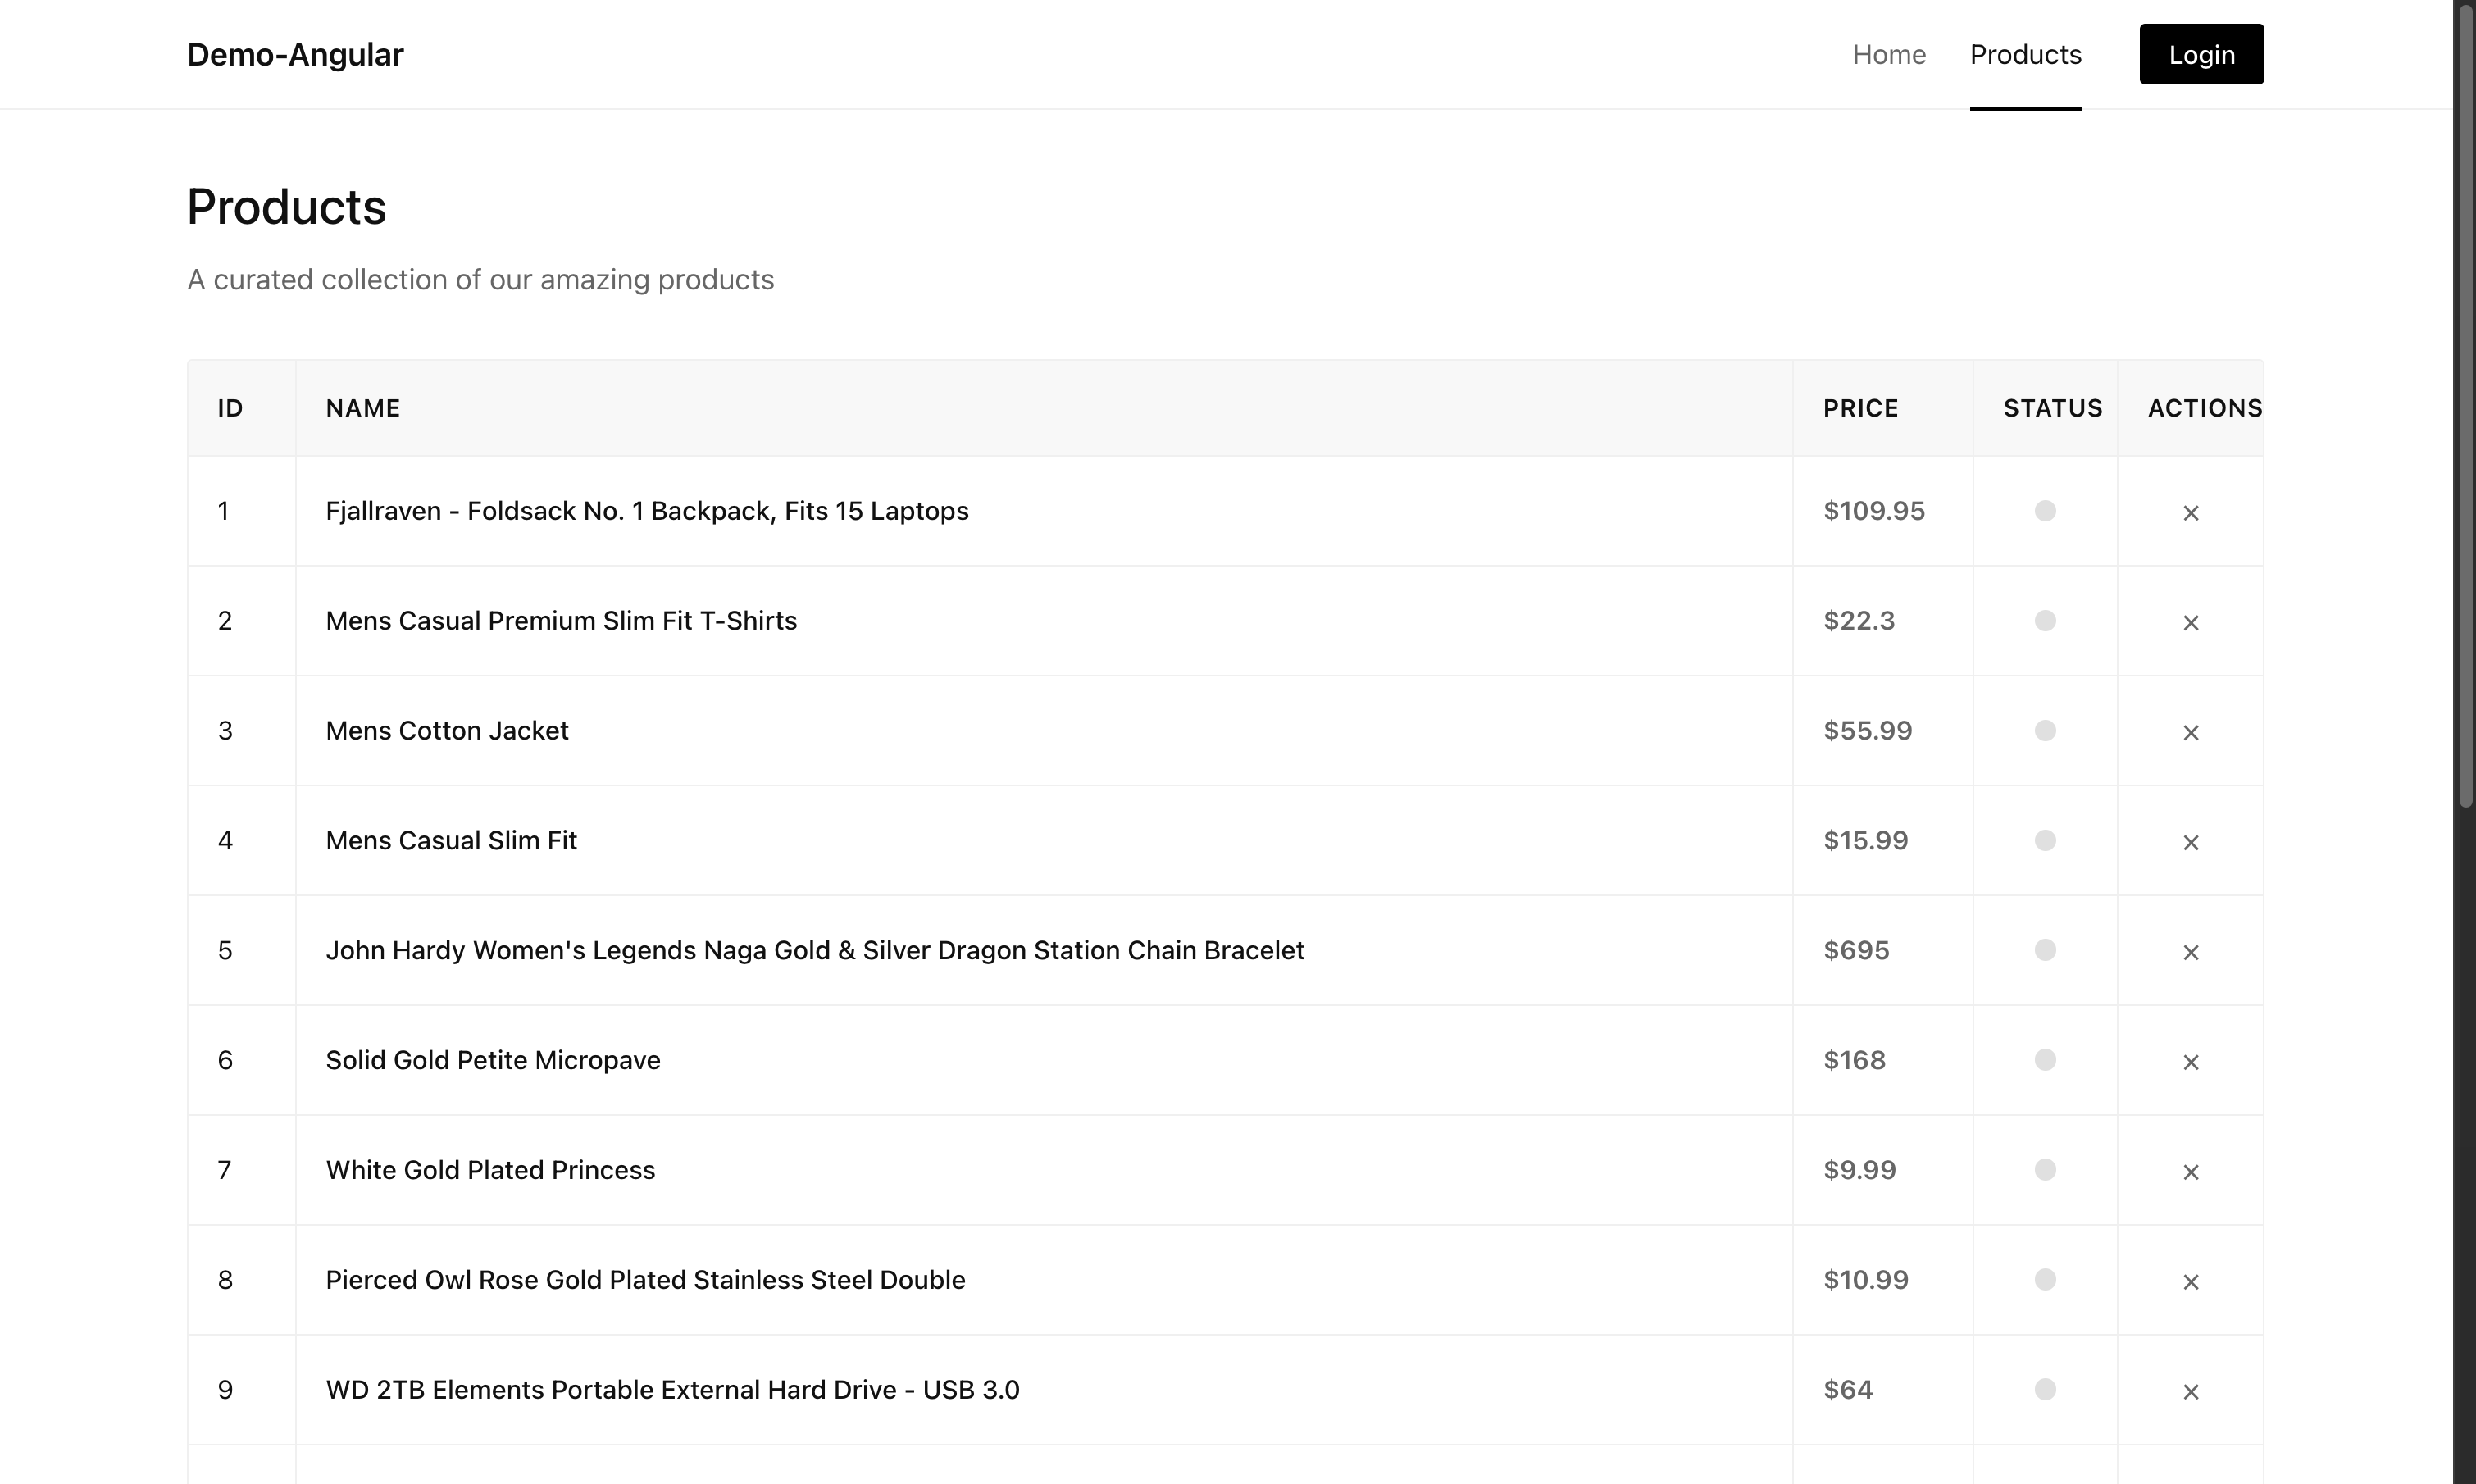 Demo-Angular Home Products Login
Products
A curated collection of our amazing products
ID NAME PRICE STATUS ACTIONS
1 Fjallraven - Foldsack No. 1 Backpack, Fits 15 Laptops $109.95 ×
2 Mens Casual Premium Slim Fit T-Shirts $22.3 ×
3 Mens Cotton Jacket $55.99 ×
4 Mens Casual Slim Fit $15.99 ×
5 John Hardy Women's Legends Naga Gold & Silver Dragon Station Chain Bracelet $695 ×
6 Solid Gold Petite Micropave $168 ×
7 White Gold Plated Princess $9.99 ×
8 Pierced Owl Rose Gold Plated Stainless Steel Double $10.99 ×
9 WD 2TB Elements Portable External Hard Drive - USB 3.0 $64 ×